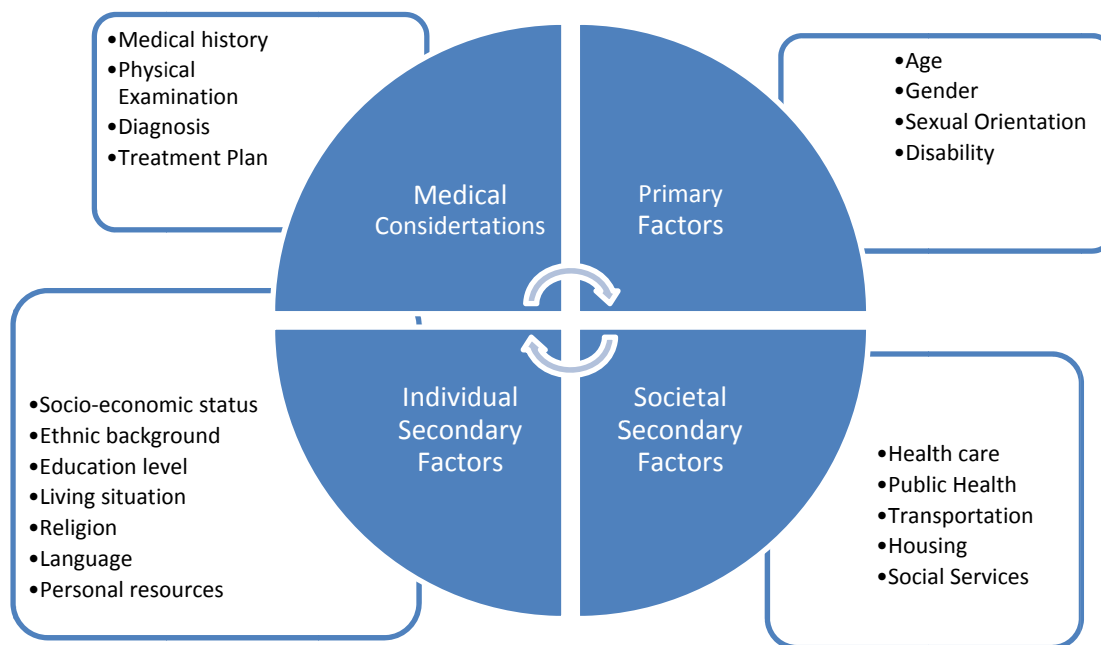 •Medical history
•Physical
Examination
•Diagnosis
•Treatment Plan
•Age
•Gender
•Sexual Orientation
•Disability
Medical
Considertations
Primary
Factors
Individual
Secondary
Factors
Societal
Secondary
Factors
•Socio-economic status
•Ethnic background
•Education level
•Living situation
•Religion
•Language
•Personal resources
•Health care
•Public Health
•Transportation
•Housing
•Social Services